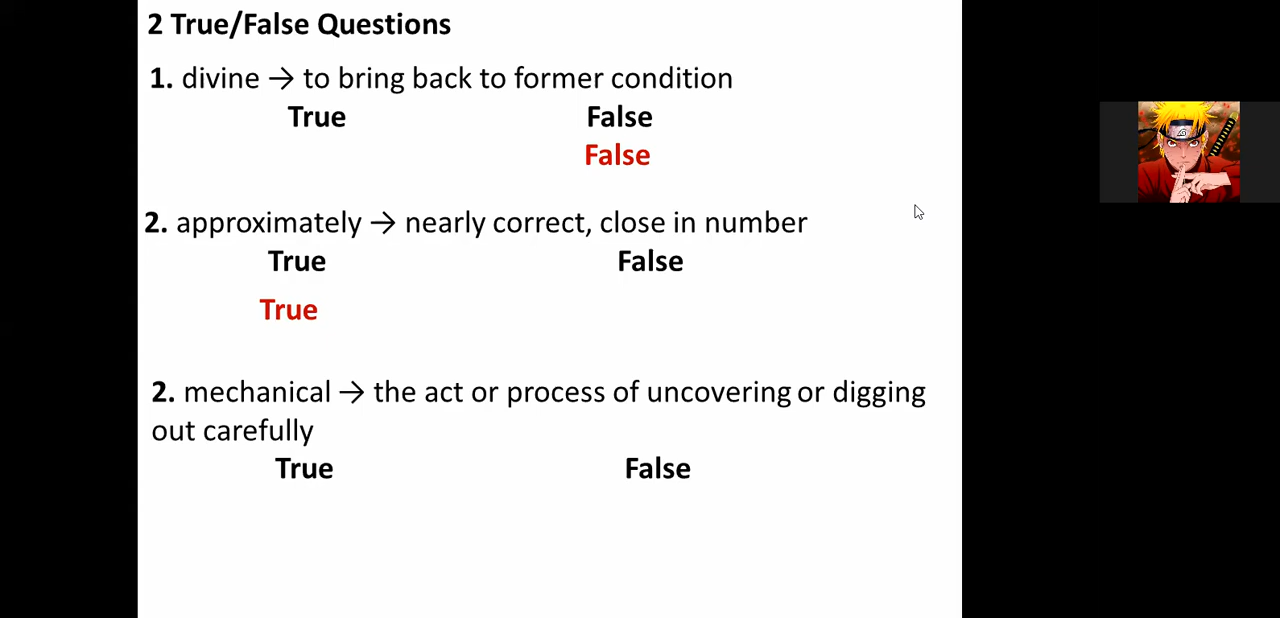 2 True/False Questions
1. divine → to bring back to former condition
True False
False
2. approximately → nearly correct, close in number
True False
True
2. mechanical → the act or process of uncovering or digging
out carefully
True False